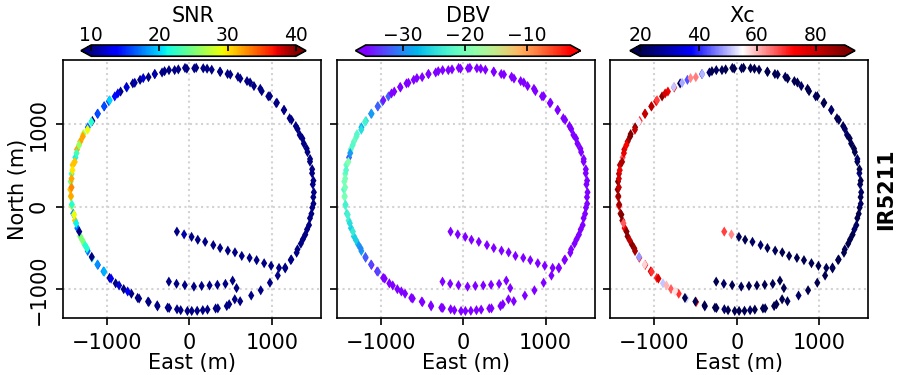 SNR DBV Xc
10 20 30 40 −30 −20 −10 20 40 60 80
1000
0
−1000
North (m)
IR5211
−1000 0 1000 −1000 0 1000 −1000 0 1000
East (m) East (m) East (m)